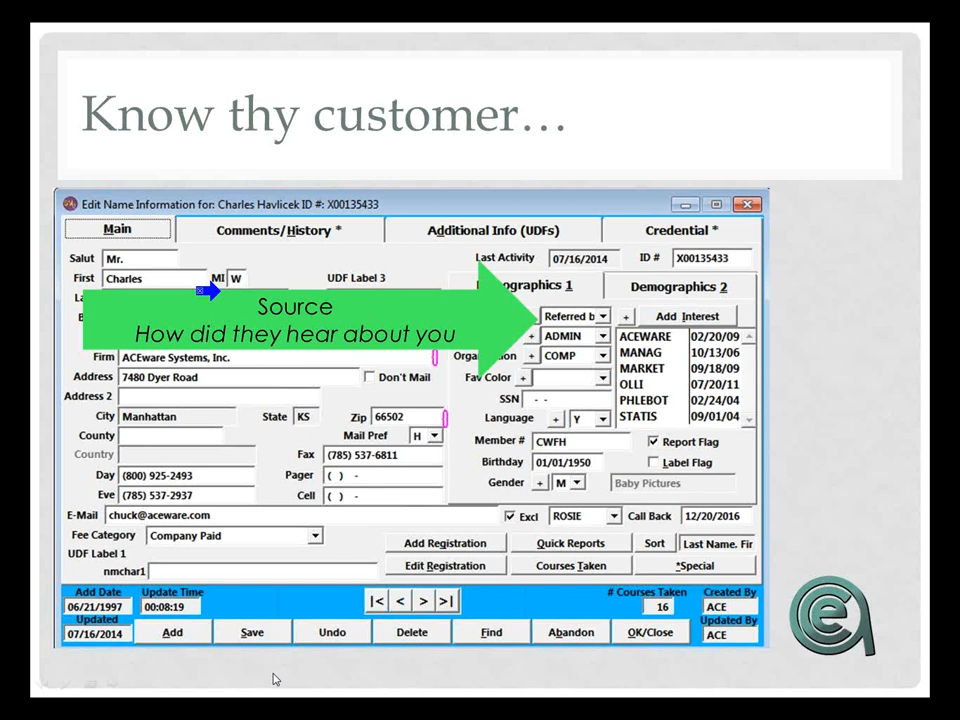 Know thy customer…
Edit Name Information for: Charles Havlicek ID #: X00135433
Main Comments/History * Additional Info (UDFs) Credential *
Salut Mr. Last Activity 07/16/2014 ID # X00135433
First Charles MI W UDF Label 3 Demographics 1 Demographics 2
Source
How did they hear about you
Referred b + Add Interest
+ ADMIN ACEWARE 02/20/09
Firm ACEware Systems, Inc. + COMP MANAG 10/13/06
Address 7480 Dyer Road Don't Mail Fav Color + MARKET 09/18/09
OLLI 07/20/11
Address 2 SSN - - PHLEBOT 02/24/04
City Manhattan State KS Zip 66502 Language + Y STATIS 09/01/04
County Mail Pref H Member # CWFH Report Flag
Country Fax (785) 537-6811 Birthday 01/01/1950 Label Flag
Day (800) 925-2493 Pager ( ) - Gender + M Baby Pictures
Eve (785) 537-2937 Cell ( ) -
E-Mail chuck@aceware.com Excl ROSIE Call Back 12/20/2016
Fee Category Company Paid Add Registration Quick Reports Sort Last Name. Fir
UDF Label 1
nmchar1 Edit Registration Courses Taken *Special
Add Date Update Time # Courses Taken Created By
06/21/1997 00:08:19 |< < > >| 16 ACE
Updated Updated By
07/16/2014 Add Save Undo Delete Find Abandon OK/Close ACE